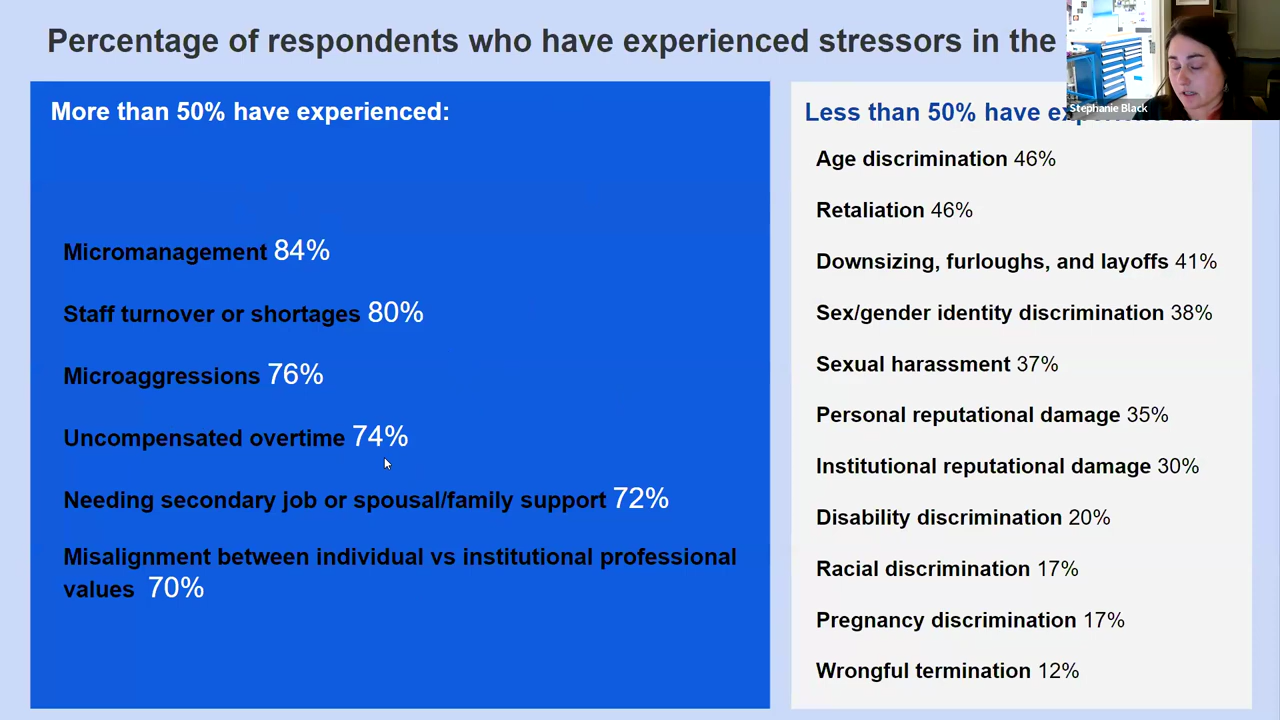 Percentage of respondents who have experienced stressors in the
Stephanie Black
More than 50% have experienced:
Micromanagement 84%
Staff turnover or shortages 80%
Microaggressions 76%
Uncompensated overtime 74%
Needing secondary job or spousal/family support 72%
Misalignment between individual vs institutional professional
values 70%
Less than 50% have
Age discrimination 46%
Retaliation 46%
Downsizing, furloughs, and layoffs 41%
Sex/gender identity discrimination 38%
Sexual harassment 37%
Personal reputational damage 35%
Institutional reputational damage 30%
Disability discrimination 20%
Racial discrimination 17%
Pregnancy discrimination 17%
Wrongful termination 12%